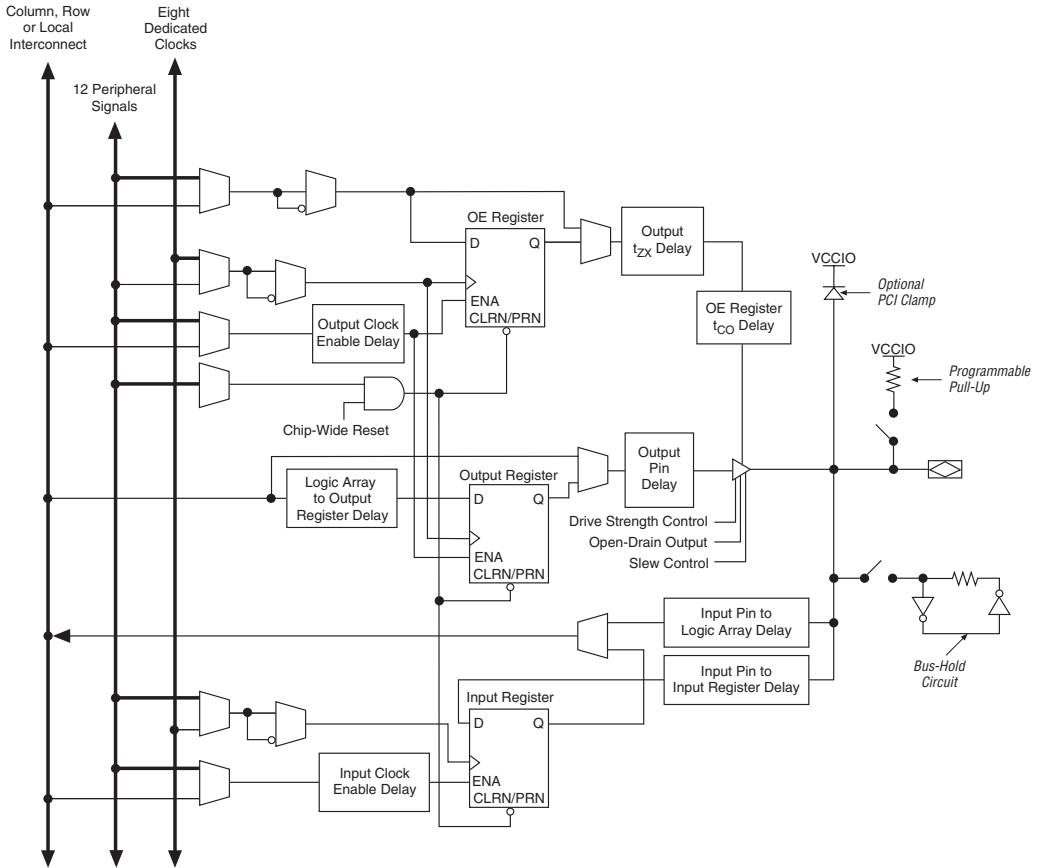 Column, Row
or Local
Interconnect
Eight
Dedicated
Clocks
12 Peripheral
Signals
OE Register
D
Q
ENA
CLRN/PRN
Output
tZX Delay
OE Register
tCO Delay
VCCIO
Optional
PCI Clamp
VCCIO
Programmable
Pull-Up
Output Clock
Enable Delay
Chip-Wide Reset
Logic Array
to Output
Register Delay
Output Register
D
Q
ENA
CLRN/PRN
Output
Pin
Delay
Drive Strength Control
Open-Drain Output
Slew Control
Input Pin to
Logic Array Delay
Input Pin to
Input Register Delay
Bus-Hold
Circuit
Input Register
D
Q
ENA
CLRN/PRN
Input Clock
Enable Delay